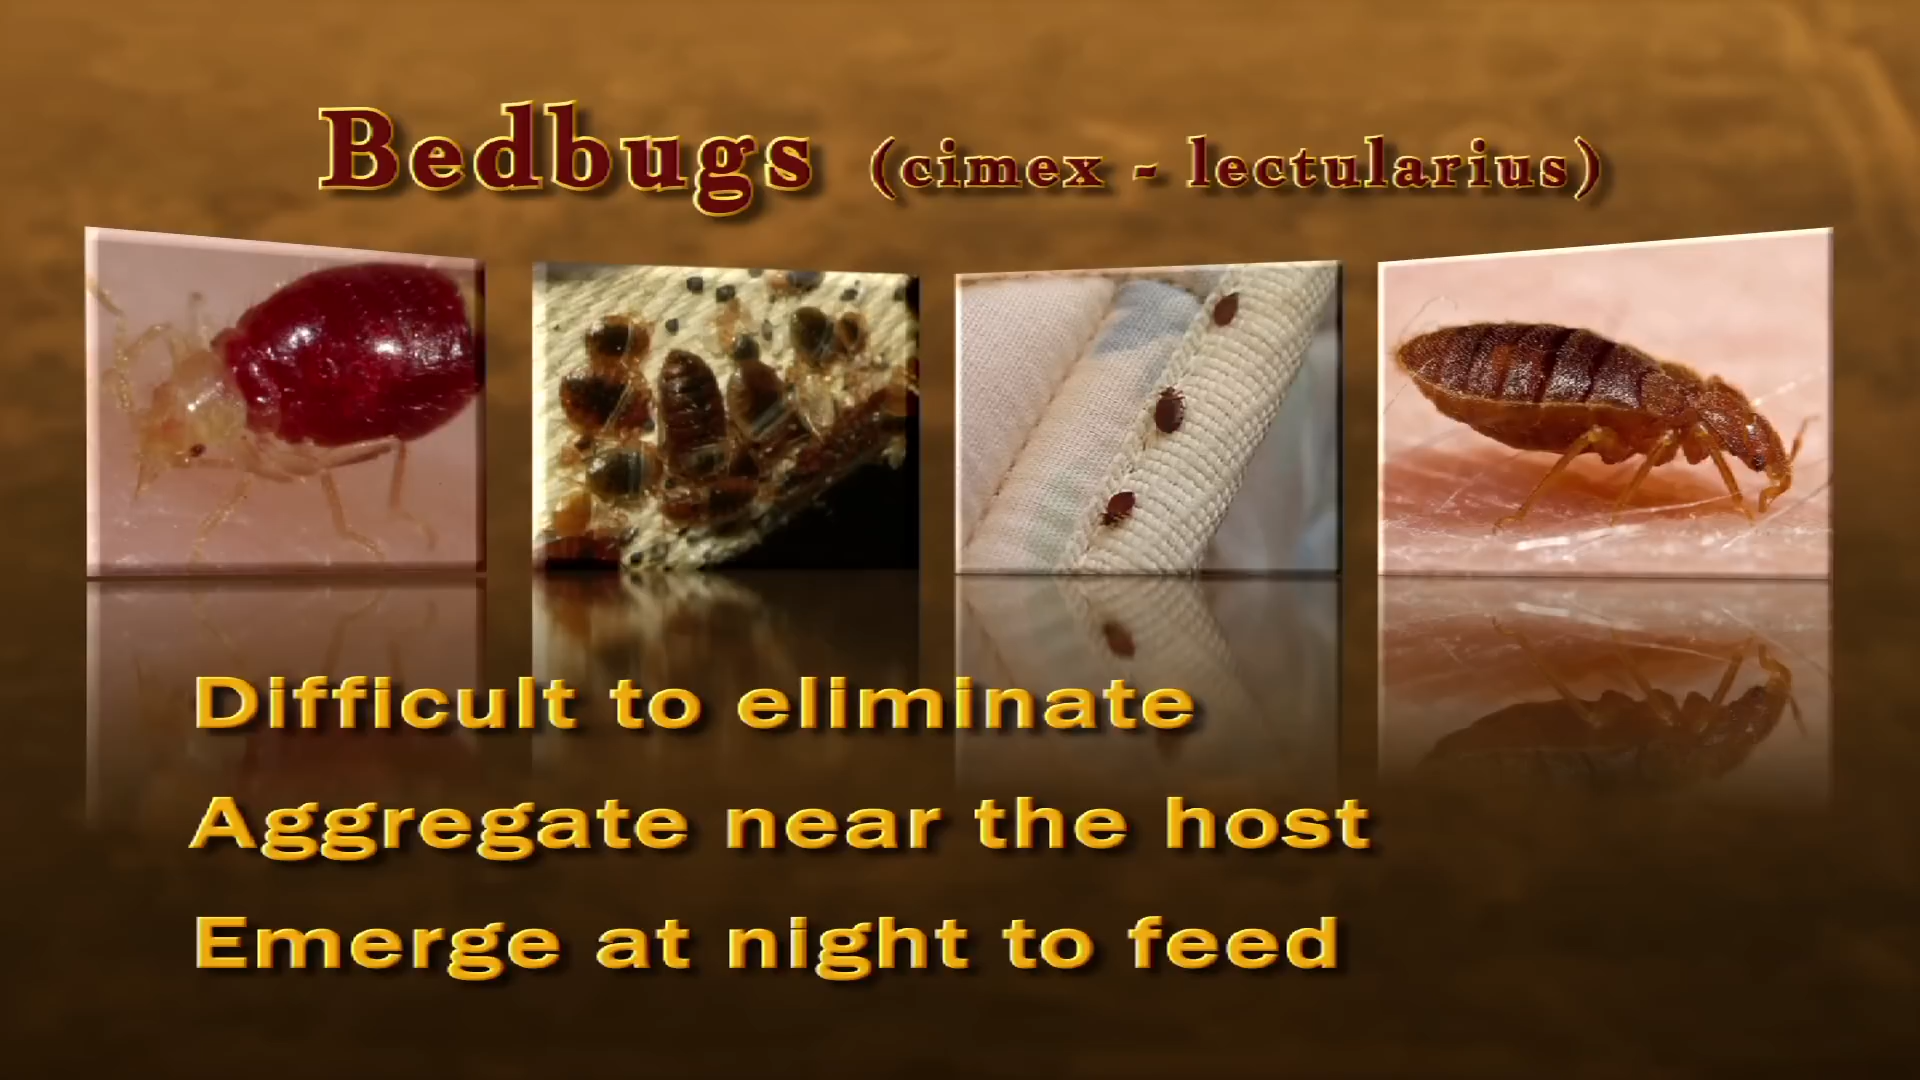 Bedbugs (cimex - lectularius)
Difficult to eliminate
Aggregate near the host
Emerge at night to feed